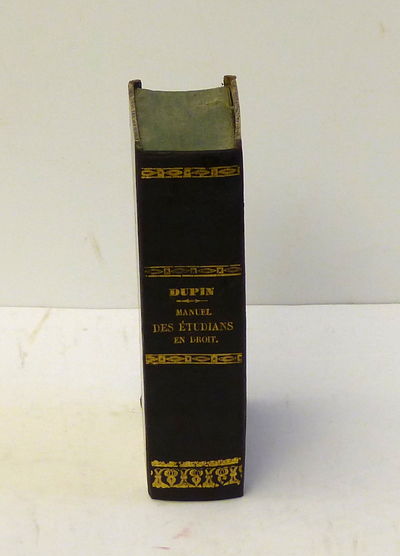 DUPIN
MANUEL
DES ÉTUDIANS
EN DROIT.